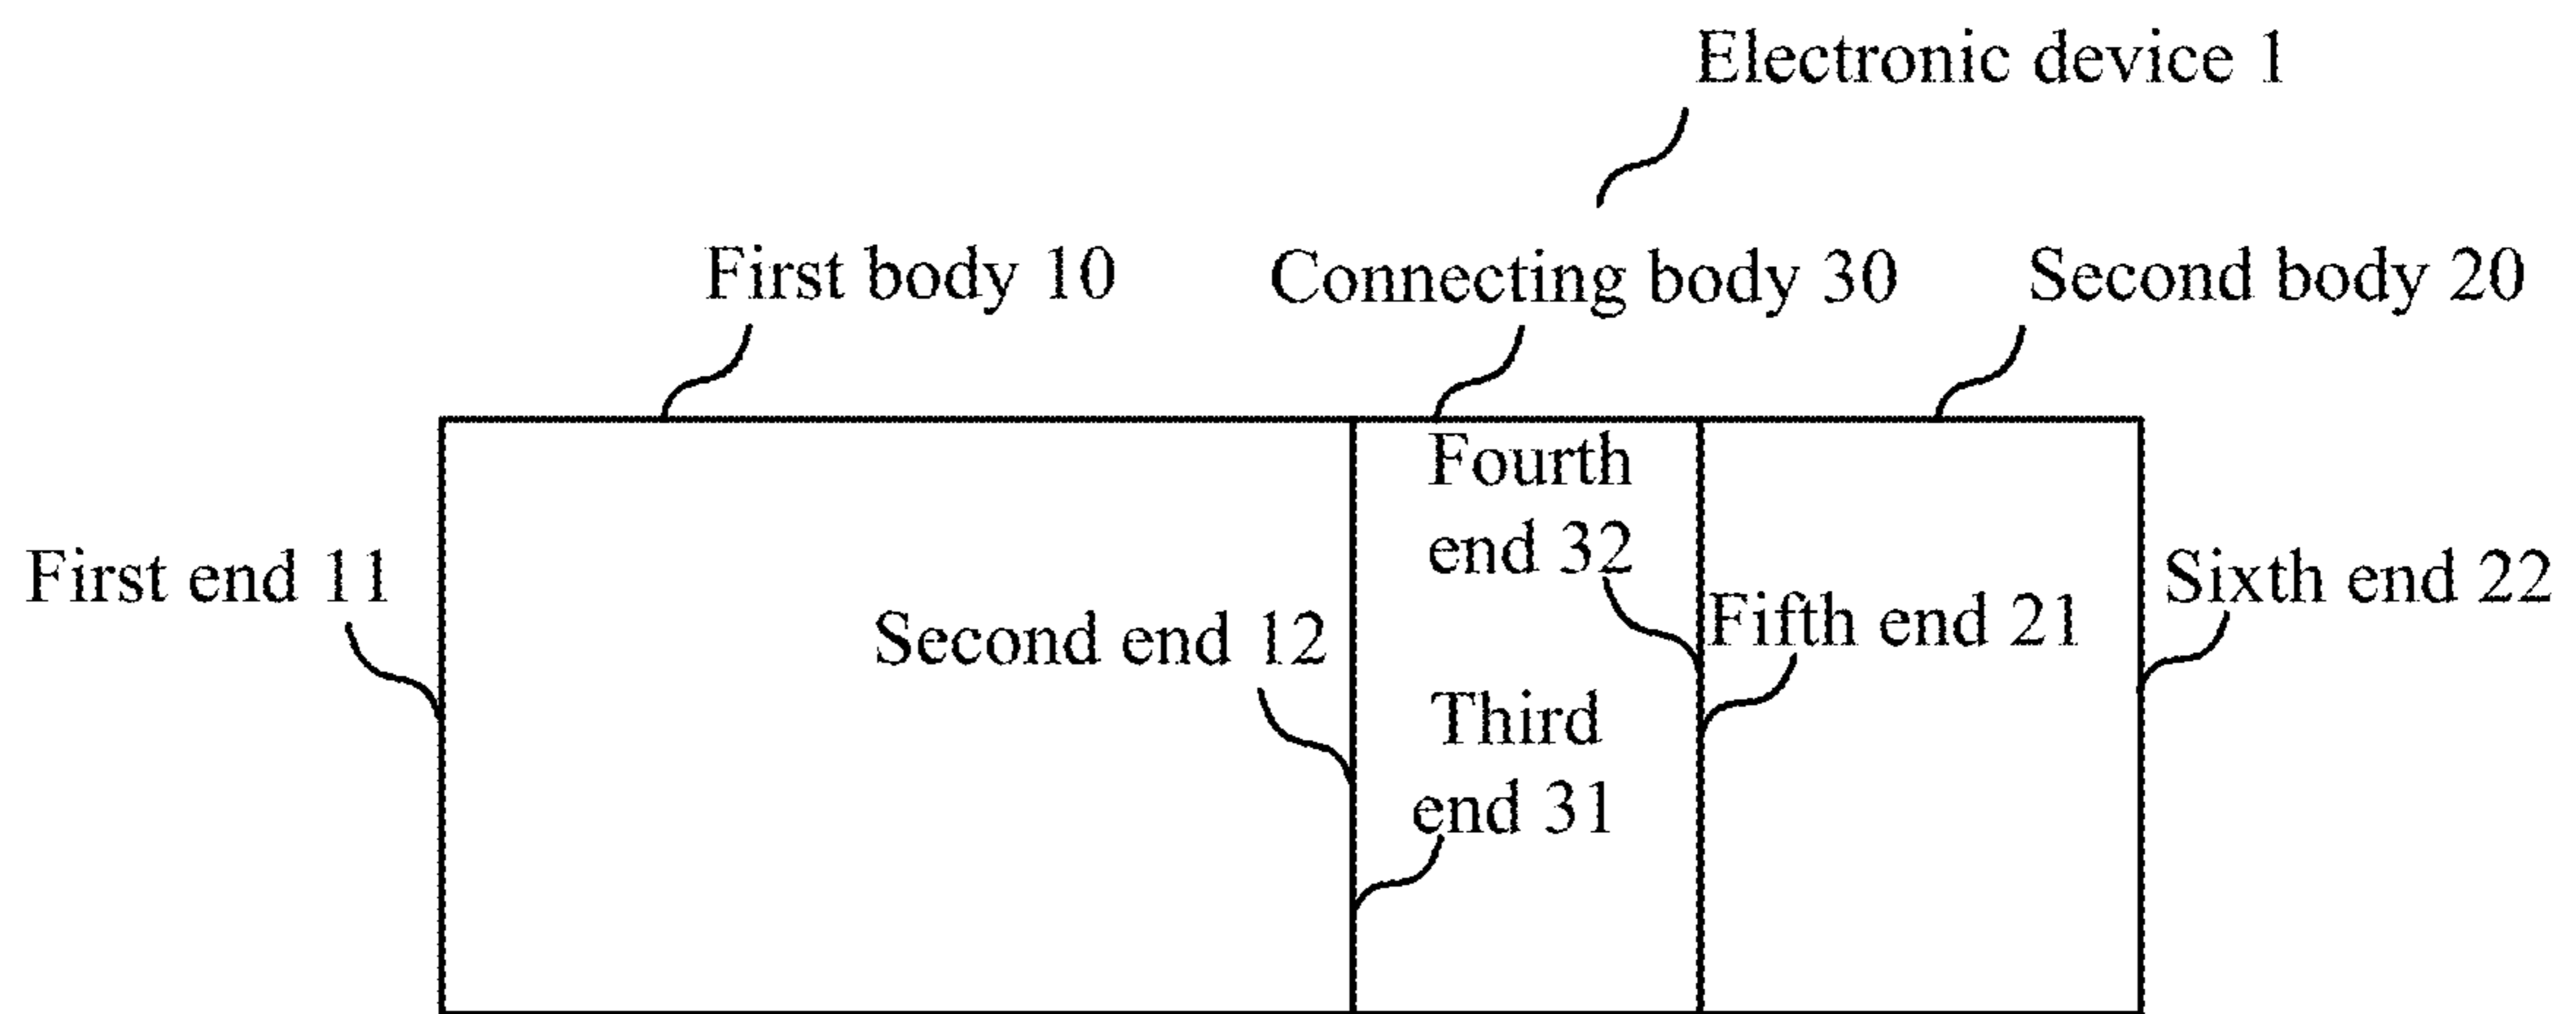 Electronic device 1
First body 10
Connecting body 30
Second body 20
Fourth
end 32
First end 11
Second end 12
Fifth end 21
Sixth end 22
Third
end 31